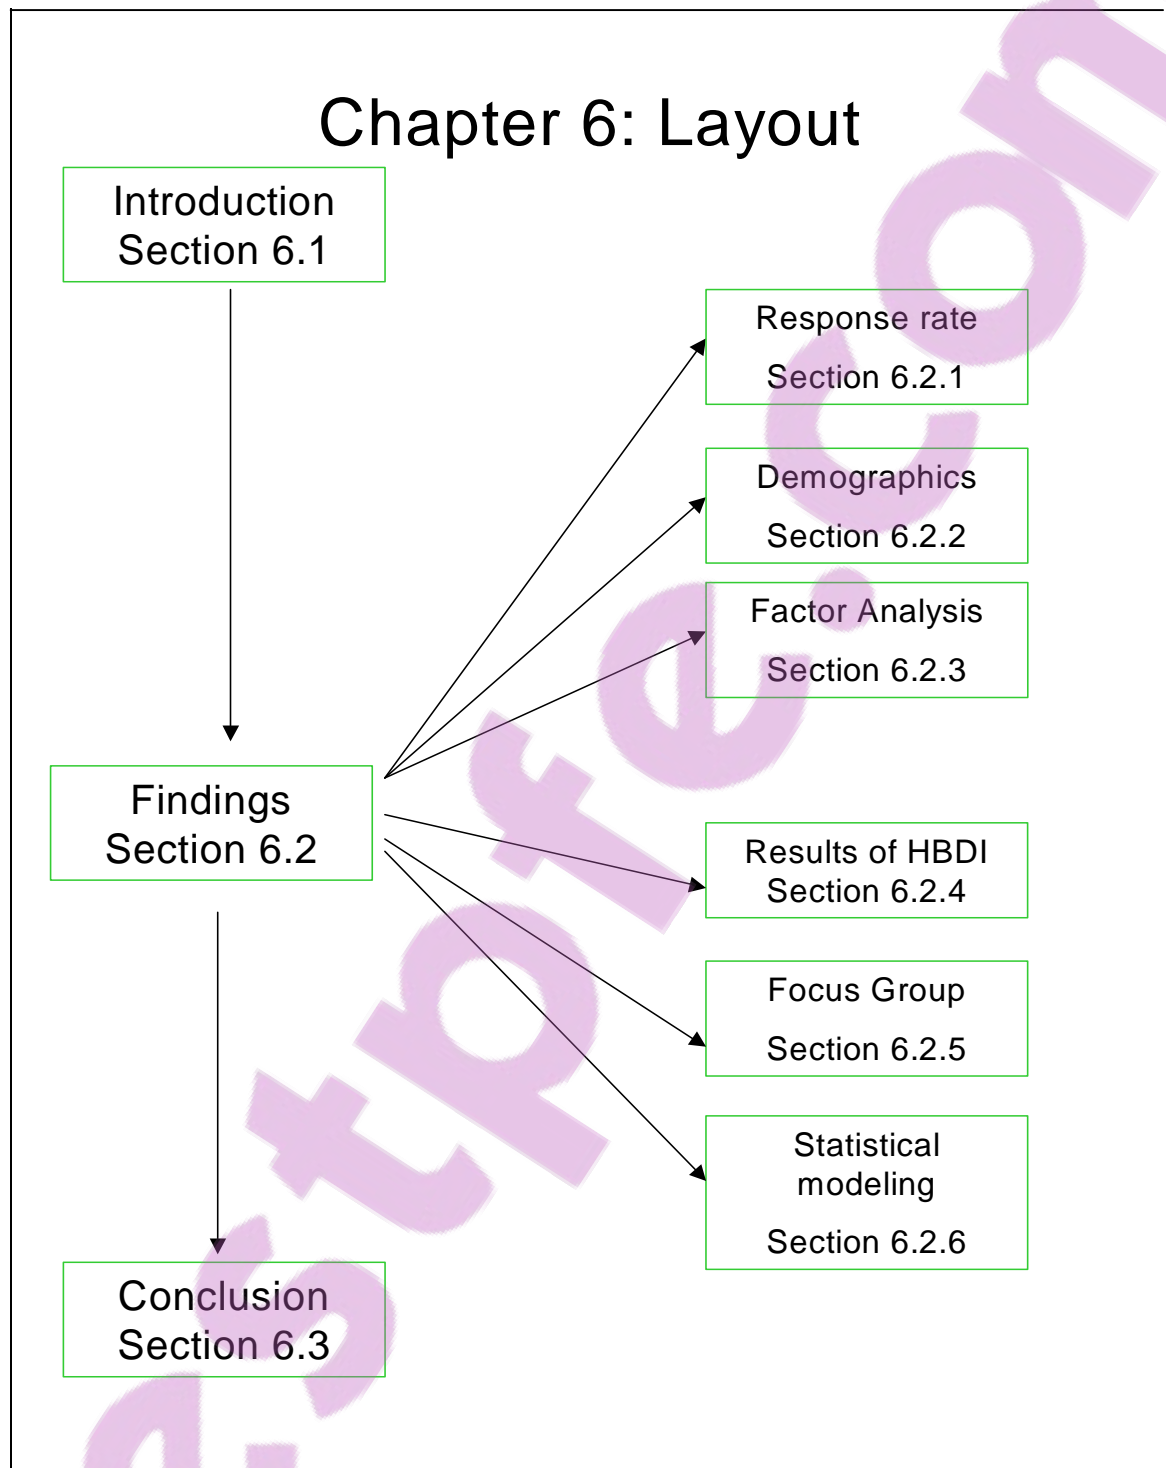 Chapter 6: Layout
Introduction
Section 6.1
Response rate
Section 6.2.1
Demographics
Section 6.2.2
Factor Analysis
Section 6.2.3
Findings
Section 6.2
Results of HBDI
Section 6.2.4
Focus Group
Section 6.2.5
Statistical
modeling
Section 6.2.6
Conclusion
Section 6.3
estpfe.com